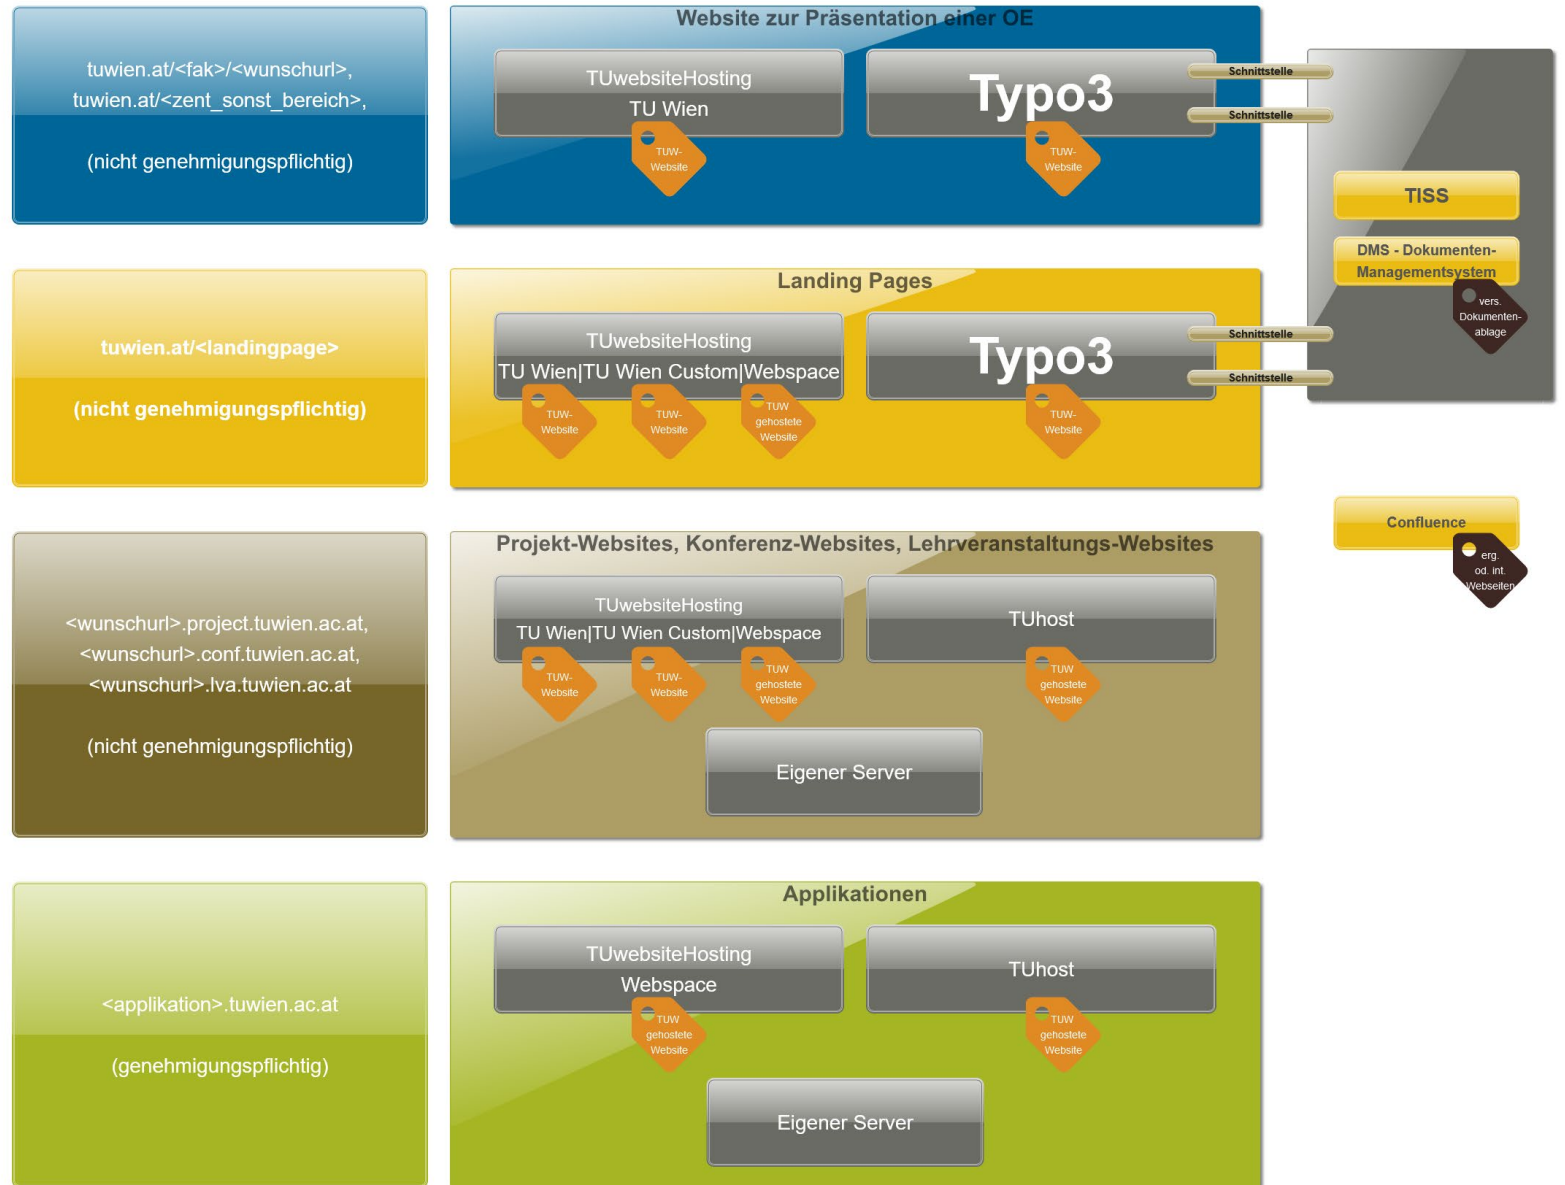 tuwien.at/<fak>/<wunschurl>,
tuwien.at/<zent_sonst_bereich>,
(nicht genehmigungspflichtig)
Website zur Präsentation einer OE
TUwebsiteHosting
TU Wien
TUW-
Website
Typo3
TUW-
Website
Schnittstelle
Schnittstelle
TISS
DMS - Dokumenten-
Managementsystem
vers.
Dokumenten-
ablage
tuwien.at/<landingpage>
(nicht genehmigungspflichtig)
Landing Pages
TUwebsiteHosting
TU Wien|TU Wien Custom|Webspace
TUW-
Website
TUW-
Website
TUW
gehostete
Website
Typo3
TUW-
Website
Schnittstelle
Schnittstelle
Confluence
erg.
od. int.
Webseiten
<wunschurl>.project.tuwien.ac.at,
<wunschurl>.conf.tuwien.ac.at,
<wunschurl>.lva.tuwien.ac.at
(nicht genehmigungspflichtig)
Projekt-Websites, Konferenz-Websites, Lehrveranstaltungs-Websites
TUwebsiteHosting
TU Wien|TU Wien Custom|Webspace
TUW-
Website
TUW-
Website
TUW
gehostete
Website
TUhost
TUW
gehostete
Website
Eigener Server
<applikation>.tuwien.ac.at
(genehmigungspflichtig)
Applikationen
TUwebsiteHosting
Webspace
TUW
gehostete
Website
TUhost
TUW
gehostete
Website
Eigener Server